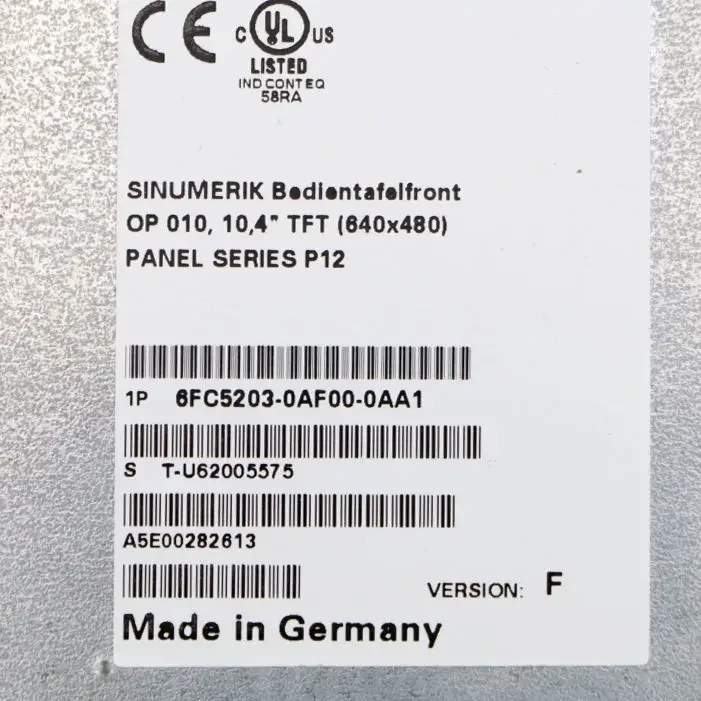 CE
C UL US
LISTED
IND CONT EQ
58RA
SINUMERIK Bedientafelfront
OP 010, 10,4" TFT (640x480)
PANEL SERIES P12
1P 6FC5203-0AF00-0AA1
S T-U62005575
A5E00282613
VERSION: F
Made in Germany